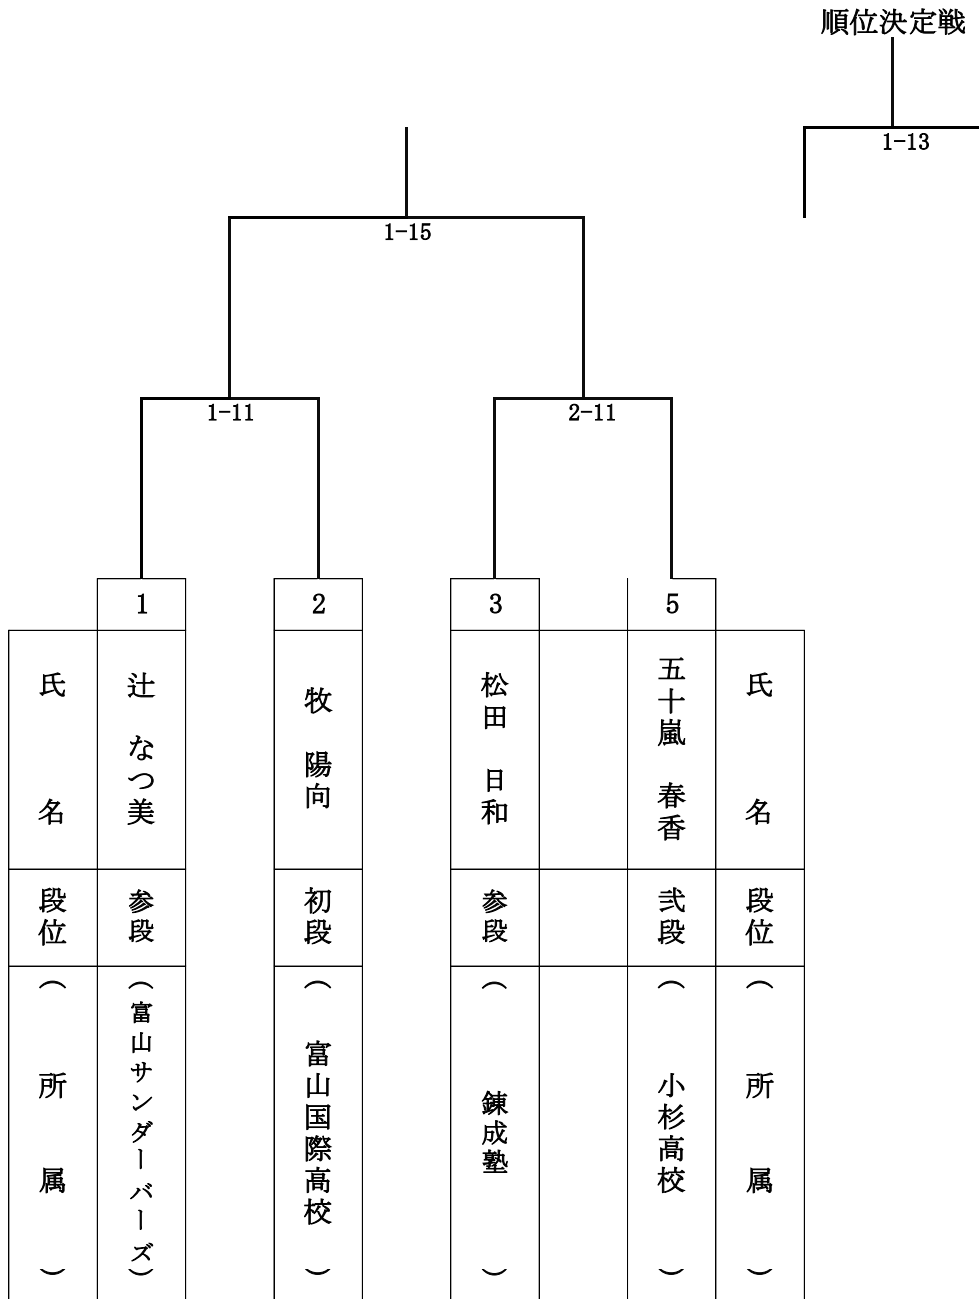 順位決定戦
1-13
1-15
1-11
2-11
1
2
3
5
氏名
辻 なつ美
牧 陽向
松田 日和
五十嵐 春香
氏名
段位
参段
初段
参段
弐段
段位
（所属）
（富山サンダーバーズ）
（富山国際高校）
（錬成塾）
（小杉高校）
（所属）